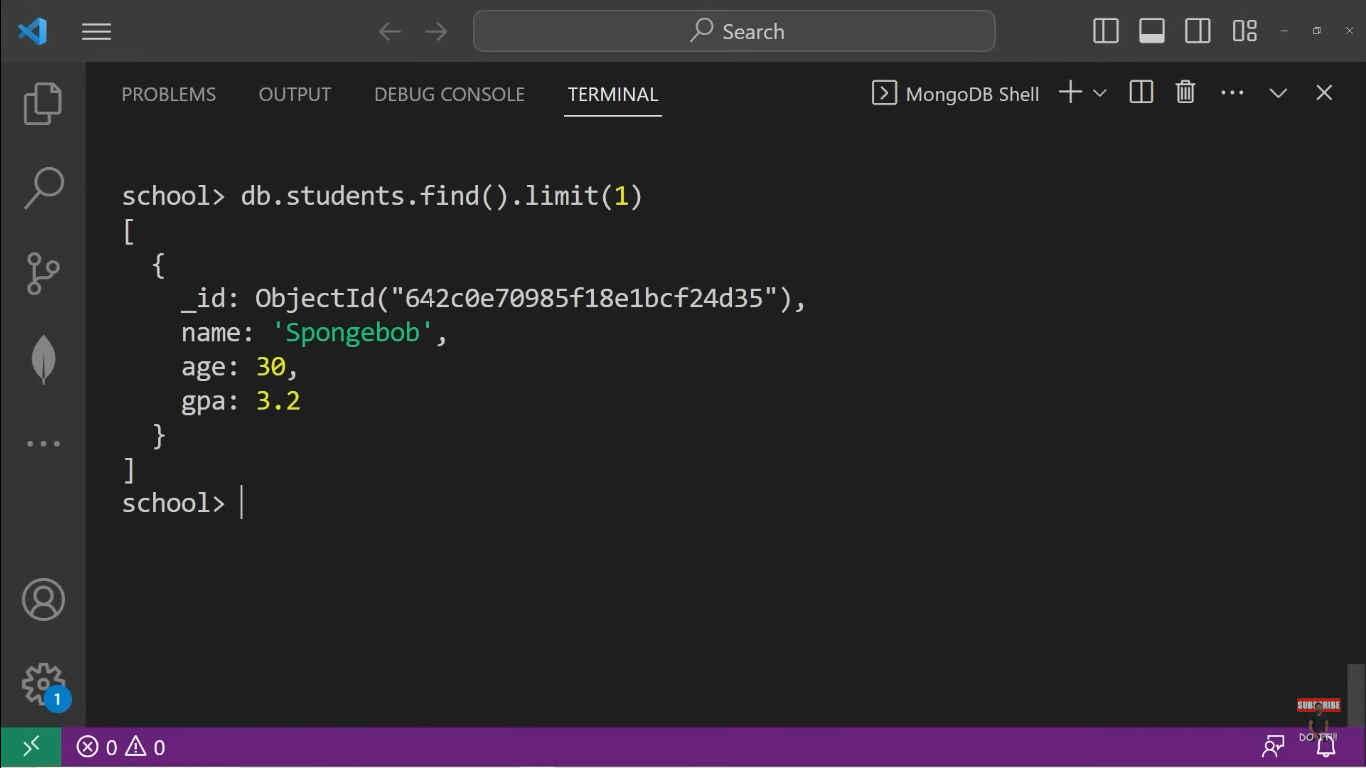 Search
PROBLEMS OUTPUT DEBUG CONSOLE TERMINAL MongoDB Shell
school> db.students.find().limit(1)
[
{
_id: ObjectId("642c0e70985f18e1bcf24d35"),
name: 'Spongebob',
age: 30,
gpa: 3.2
}
]
school>
1
SUBSCRIBE
0 0